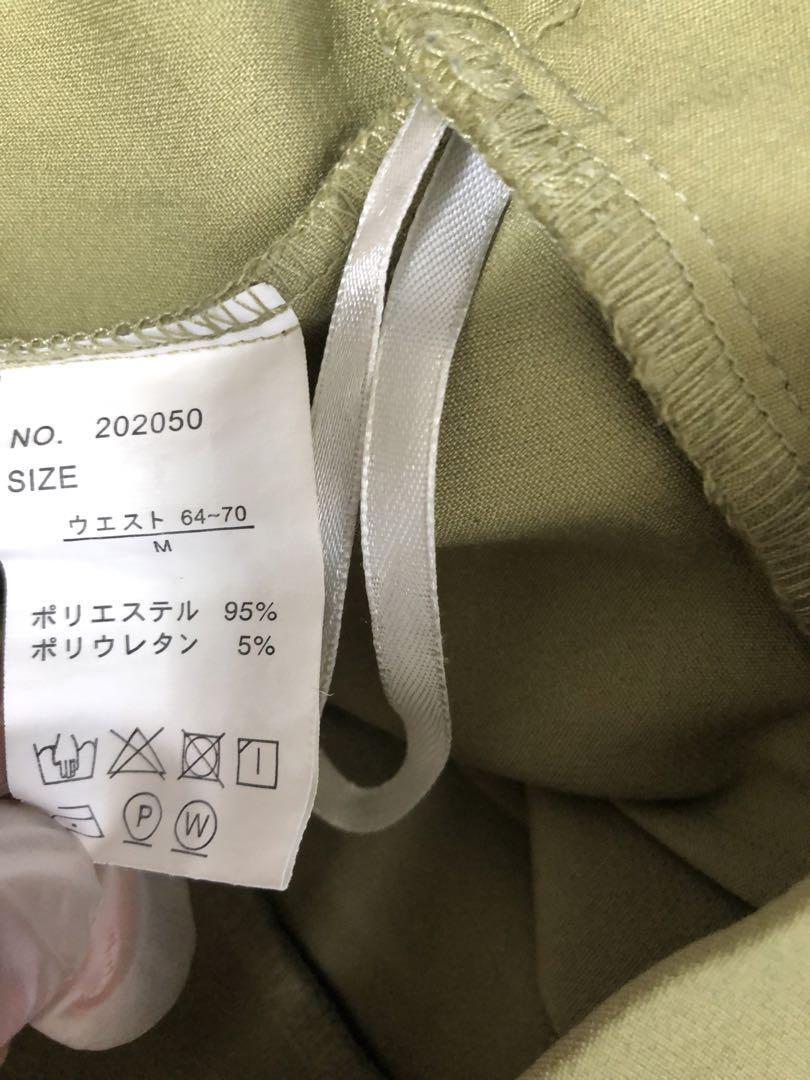 NO. 202050
SIZE
ウエスト 64~70
M
ポリエステル 95%
ポリウレタン 5%
P
W